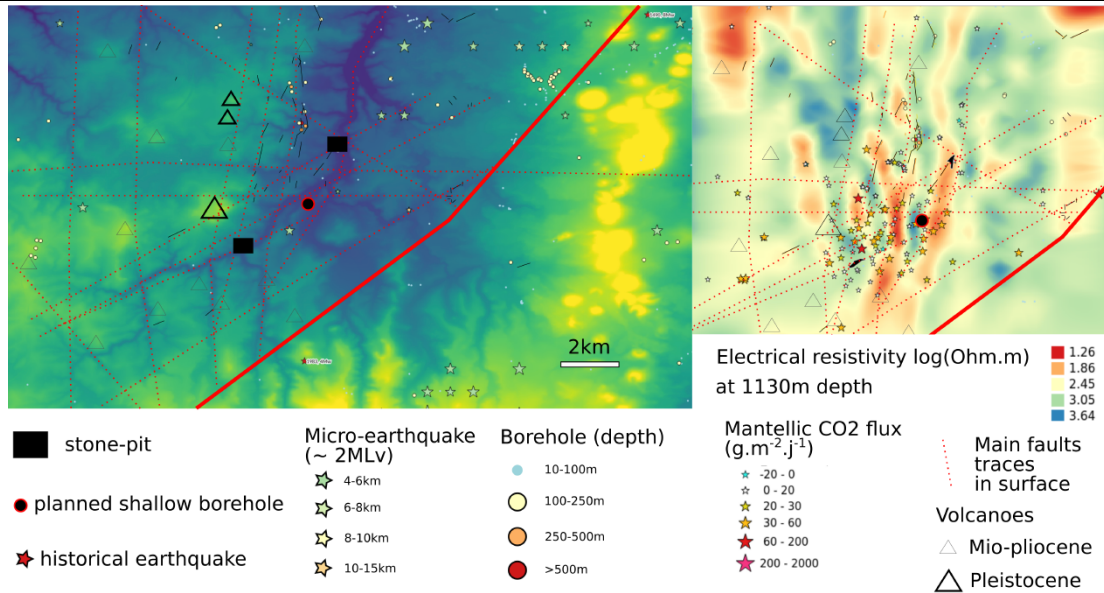 2km
stone-pit
planned shallow borehole
historical earthquake
Micro-earthquake
(~ 2MLv)
4-6km
6-8km
8-10km
10-15km
Borehole (depth)
10-100m
100-250m
250-500m
>500m
Electrical resistivity log(Ohm.m)
at 1130m depth
1.26
1.86
2.45
3.05
3.64
Mantellic CO2 flux
(g.m⁻².j⁻¹)
-20 - 0
0 - 20
20 - 30
30 - 60
60 - 200
200 - 2000
Main faults
traces
in surface
Volcanoes
Mio-pliocene
Pleistocene